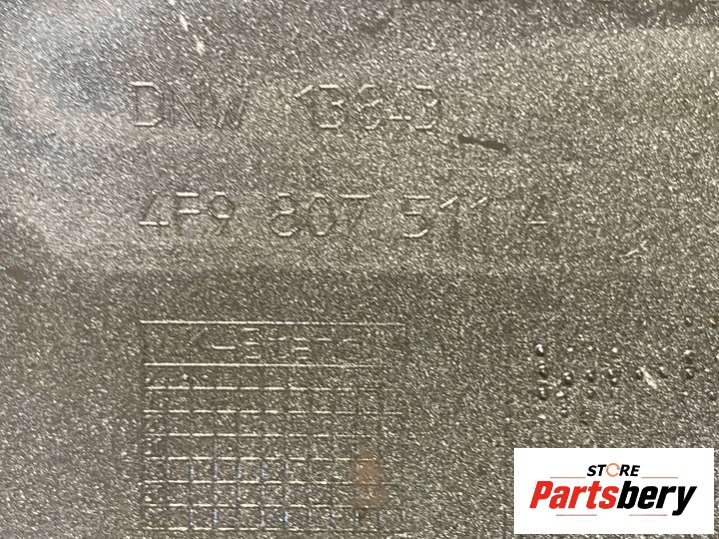 DNW 13843
4F9 807 511 A
STORE
Partsbery